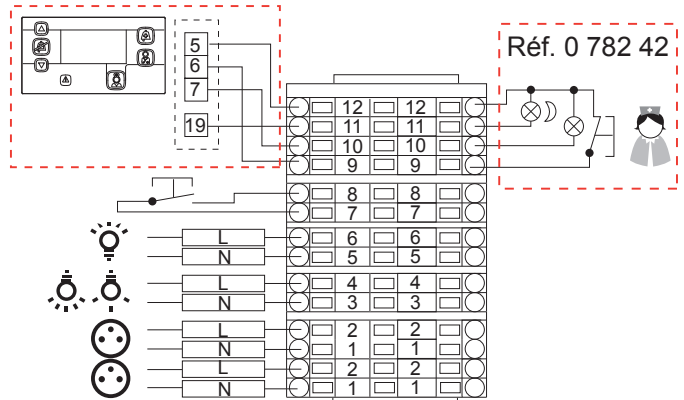 Réf. 0 782 42
5
6
7
19
12 12
11 11
10 10
9 9
8 8
7 7
L 6 6
N 5 5
L 4 4
N 3 3
L 2 2
N 1 1
L 2 2
N 1 1